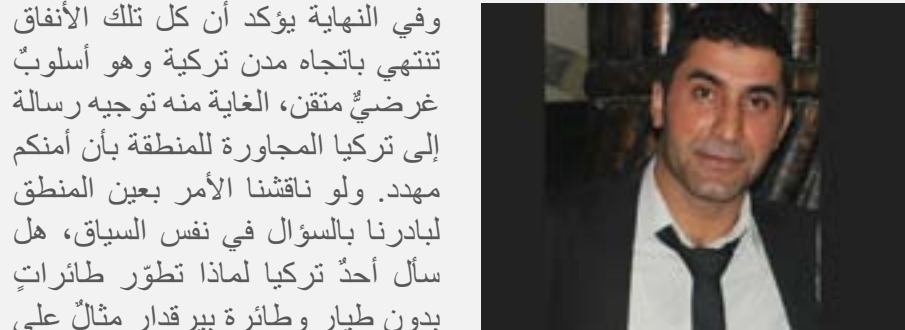 وفي النهاية يؤكد أن كل تلك الأنفاق
تنتهي باتجاه مدن تركية وهو أسلوبٌ
غرضيٌّ متقن، الغاية منه توجيه رسالة
إلى تركيا المجاورة للمنطقة بأن أمنكم
مهدد. ولو ناقشنا الأمر بعين المنطق
لبادرنا بالسؤال في نفس السياق، هل
سأل أحدٌ تركيا لماذا تطوّر طائراتٍ
بدون طيار وطائرة بيرقدار مثالٌ على